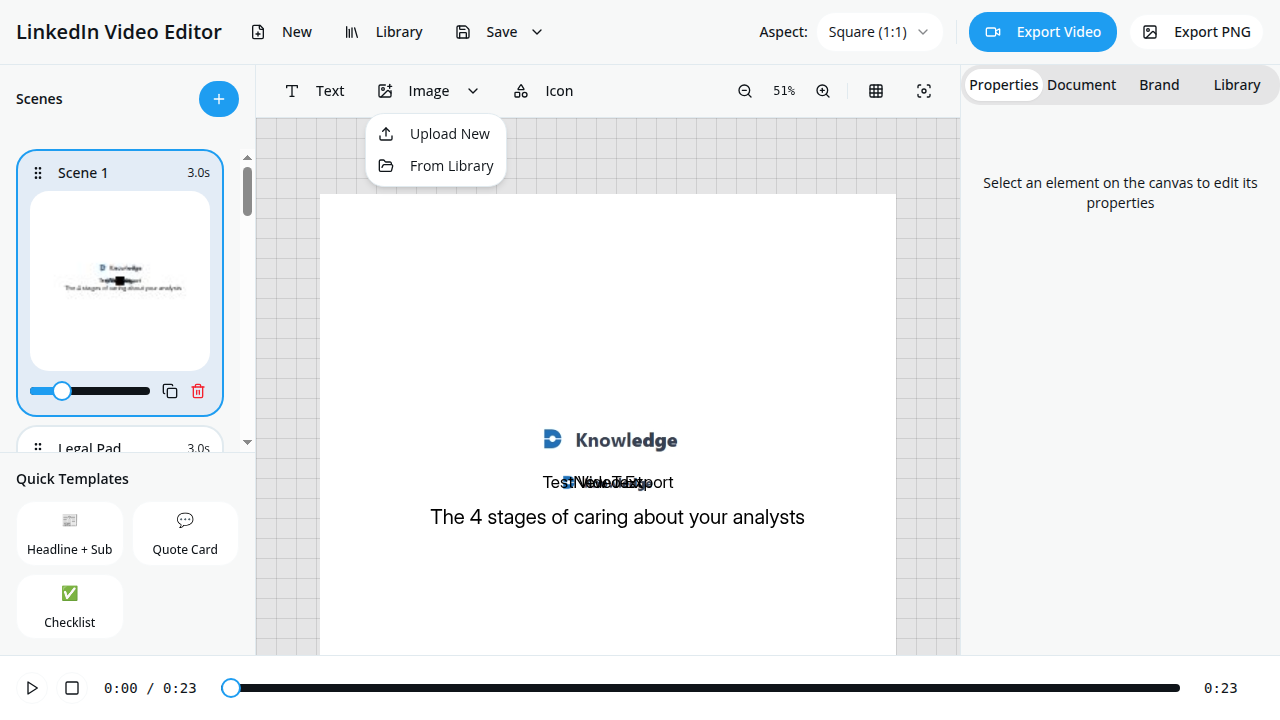 LinkedIn Video Editor
New
Library
Save
Aspect:
Square (1:1)
Export Video
Export PNG
Scenes
Text
Image
Icon
51%
Properties
Document
Brand
Library
Upload New
From Library
Scene 1
3.0s
Knowledge
The 4 stages of caring about your analysts
Select an element on the canvas to edit its
properties
Knowledge
The 4 stages of caring about your analysts
Legal Pad
3.0s
Quick Templates
Headline + Sub
Quote Card
Checklist
0:00 / 0:23
0:23